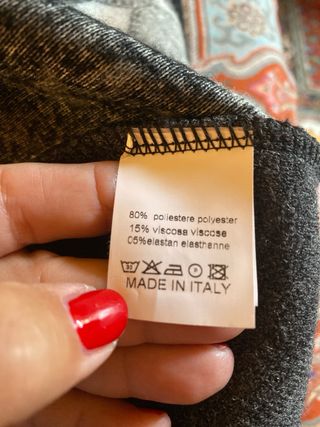 80% poliestere polyester
15% viscosa viscose
05%elastan elasthanne
MADE IN ITALY